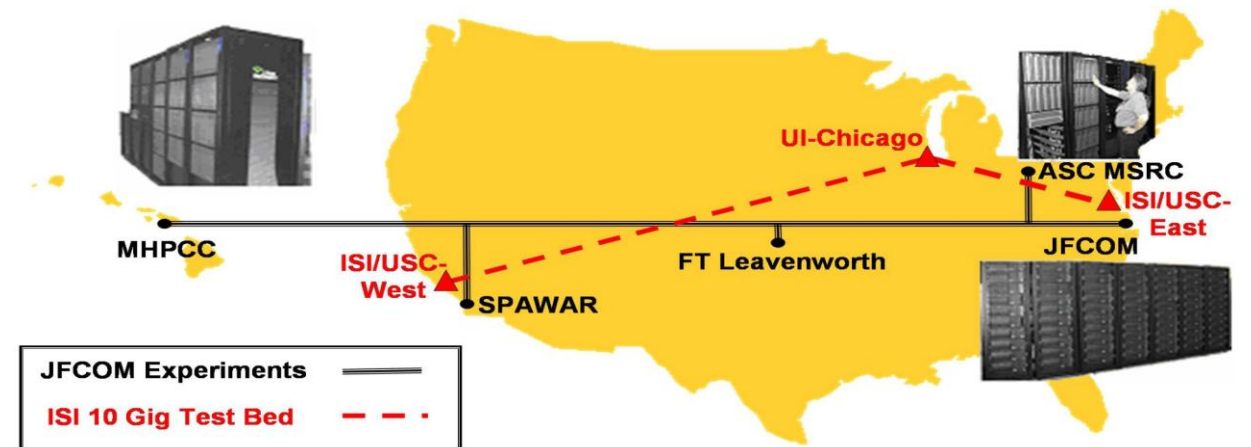 UI-Chicago
ASC MSRC
ISI/USC-
East
MHPCC
ISI/USC-
West
FT Leavenworth
JFCOM
SPAWAR
JFCOM Experiments
ISI 10 Gig Test Bed